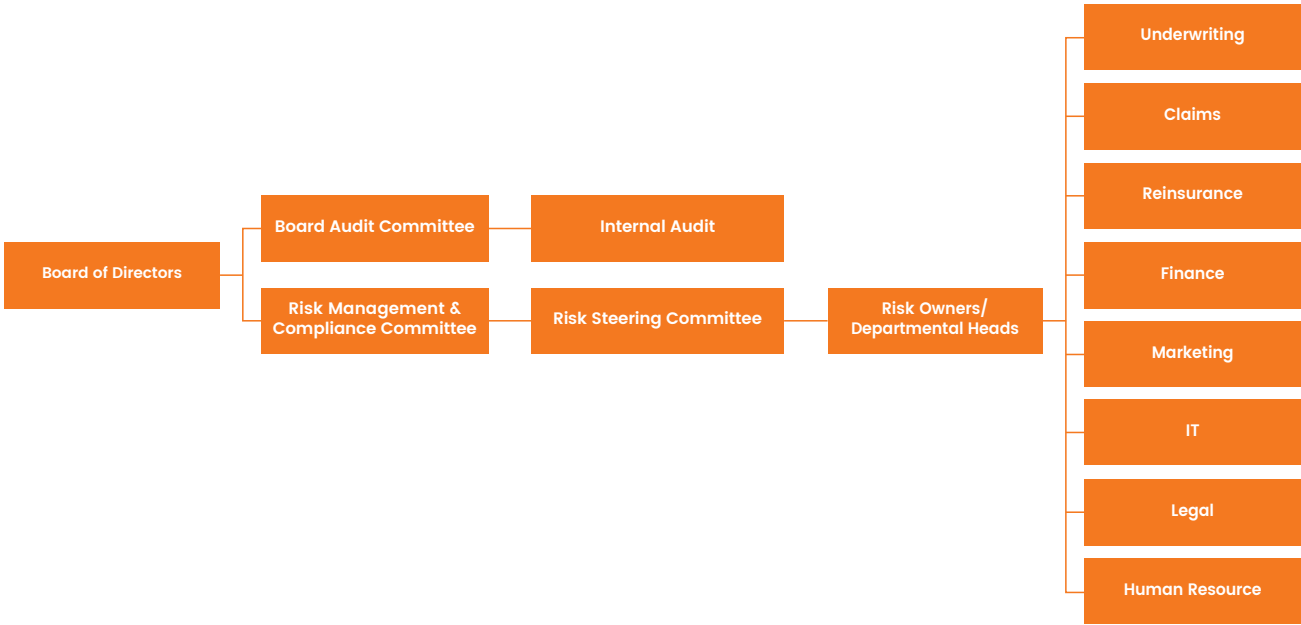 Board of Directors
Board Audit Committee
Internal Audit
Risk Management &
Compliance Committee
Risk Steering Committee
Risk Owners/
Departmental Heads
Underwriting
Claims
Reinsurance
Finance
Marketing
IT
Legal
Human Resource